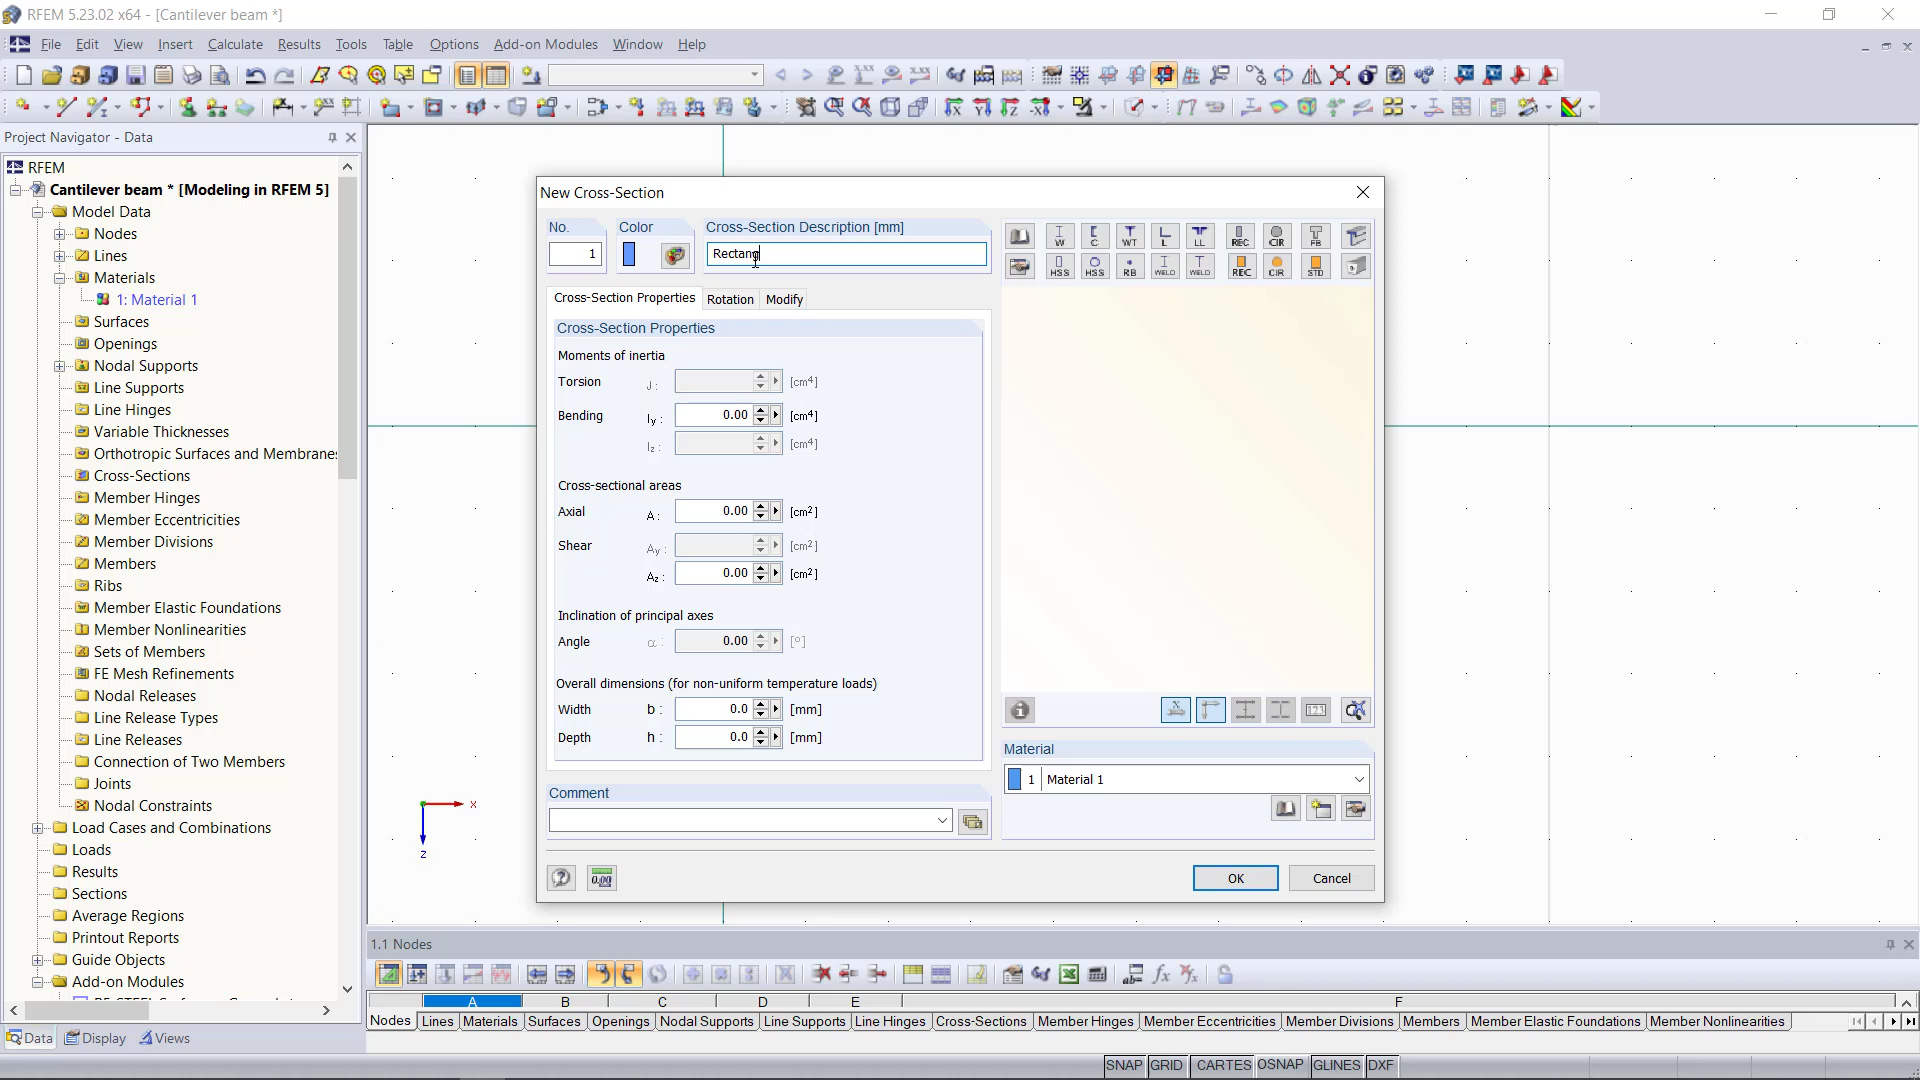 RFEM 5.23.02 x64 - [Cantilever beam *]
File Edit View Insert Calculate Results Tools Table Options Add-on Modules Window Help
Project Navigator - Data
RFEM
Cantilever beam * [Modeling in RFEM 5]
Model Data
Nodes
Lines
Materials
1: Material 1
Surfaces
Openings
Nodal Supports
Line Supports
Line Hinges
Variable Thicknesses
Orthotropic Surfaces and Membranes
Cross-Sections
Member Hinges
Member Eccentricities
Member Divisions
Members
Ribs
Member Elastic Foundations
Member Nonlinearities
Sets of Members
FE Mesh Refinements
Nodal Releases
Line Release Types
Line Releases
Connection of Two Members
Joints
Nodal Constraints
Load Cases and Combinations
Loads
Results
Sections
Average Regions
Printout Reports
Guide Objects
Add-on Modules
Data Display Views
x
z
New Cross-Section
No. Color Cross-Section Description [mm]
1 Rectang
Cross-Section Properties Rotation Modify
Cross-Section Properties
Moments of inertia
Torsion J : [cm4]
Bending Iy : 0.00 [cm4]
Iz : [cm4]
Cross-sectional areas
Axial A : 0.00 [cm2]
Shear Ay : [cm2]
Az : 0.00 [cm2]
Inclination of principal axes
Angle α : 0.00 [°]
Overall dimensions (for non-uniform temperature loads)
Width b : 0.0 [mm]
Depth h : 0.0 [mm]
Comment
W C WT L LL REC CIR FB
HSS HSS RB WELD WELD REC CIR STD
Material
1 Material 1
OK Cancel
1.1 Nodes
A B C D E F
Nodes Lines Materials Surfaces Openings Nodal Supports Line Supports Line Hinges Cross-Sections Member Hinges Member Eccentricities Member Divisions Members Member Elastic Foundations Member Nonlinearities
SNAP GRID CARTES OSNAP GLINES DXF